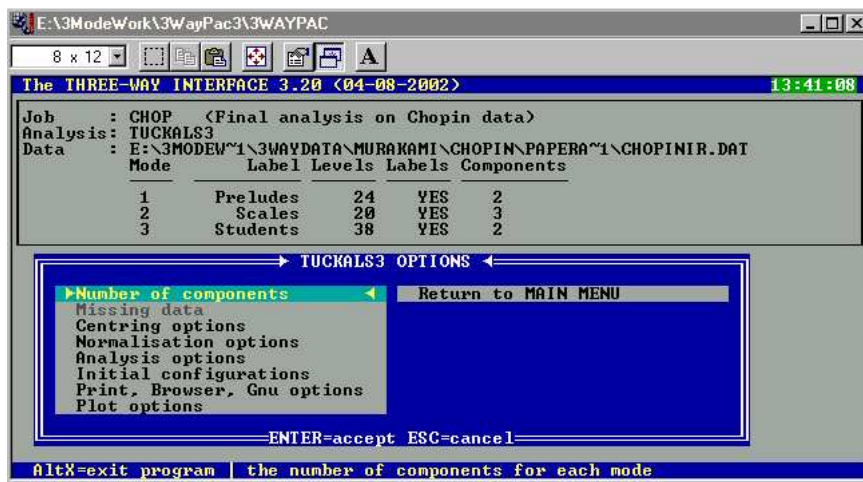 E:\3ModeWork\3WayPac3\3WAYPAC
8 x 12 A
The THREE-WAY INTERFACE 3.20 (04-08-2002) 13:41:08
Job : CHOP (Final analysis on Chopin data)
Analysis: TUCKALS3
Data : E:\3MODEW~1\3WAYDATA\MURAKAMI\CHOPIN\PAPERA~1\CHOPINIR.DAT
Mode Label Levels Labels Components
1 Preludes 24 YES 2
2 Scales 20 YES 3
3 Students 38 YES 2
TUCKALS3 OPTIONS
Number of components Return to MAIN MENU
Missing data
Centring options
Normalisation options
Analysis options
Initial configurations
Print, Browser, Gnu options
Plot options
ENTER=accept ESC=cancel
AltX=exit program | the number of components for each mode